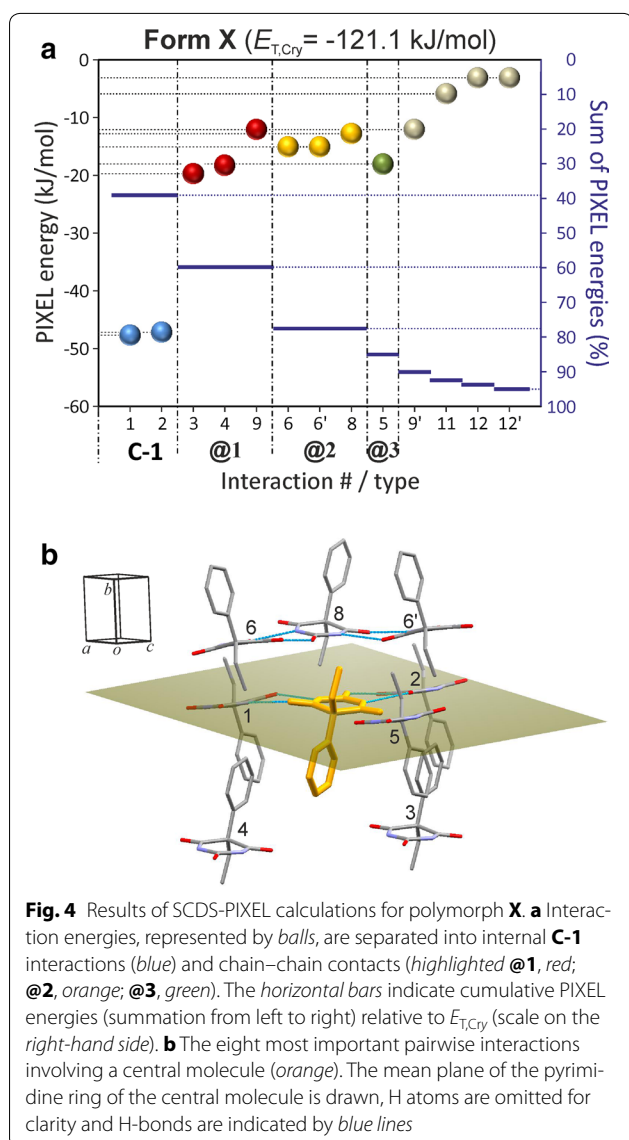 a
Form X (E_T,Cry= -121.1 kJ/mol)
PIXEL energy (kJ/mol)
0
-10
-20
-30
-40
-50
-60
0
10
20
30
40
50
60
70
80
90
100
Sum of PIXEL energies (%)
1 2 3 4 9 6 6' 8 5 9' 11 12 12'
C-1 @1 @2 @3
Interaction # / type
b
b
a o c
6 8 6'
1 2
5
4 3
Fig. 4 Results of SCDS-PIXEL calculations for polymorph X. a Interac-
tion energies, represented by balls, are separated into internal C-1
interactions (blue) and chain–chain contacts (highlighted @1, red;
@2, orange; @3, green). The horizontal bars indicate cumulative PIXEL
energies (summation from left to right) relative to E_T,Cry (scale on the
right-hand side). b The eight most important pairwise interactions
involving a central molecule (orange). The mean plane of the pyrimi-
dine ring of the central molecule is drawn, H atoms are omitted for
clarity and H-bonds are indicated by blue lines